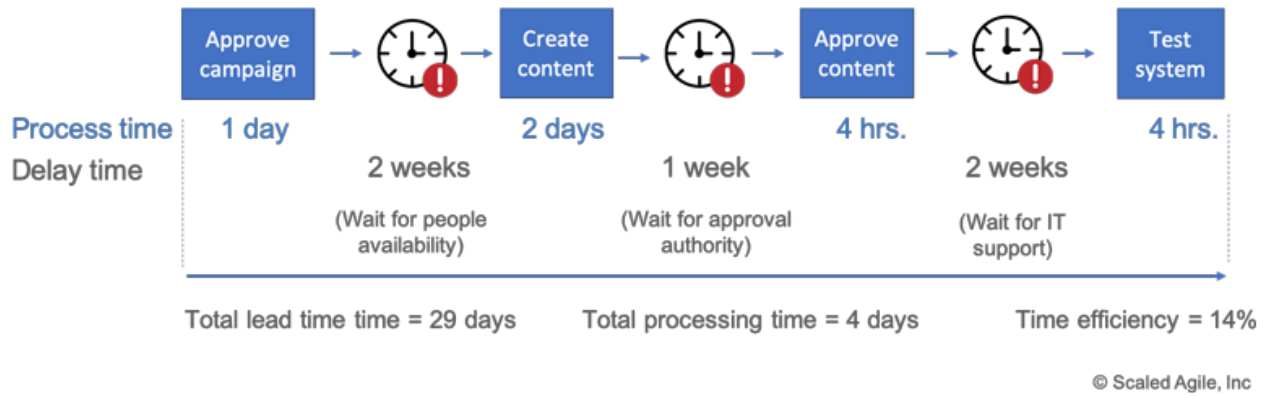 Approve
campaign
Create
content
Approve
content
Test
system
!
!
!
Process time 1 day 2 days 4 hrs. 4 hrs.
Delay time 2 weeks 1 week 2 weeks
(Wait for people
availability)
(Wait for approval
authority)
(Wait for IT
support)
Total lead time time = 29 days Total processing time = 4 days Time efficiency = 14%
© Scaled Agile, Inc